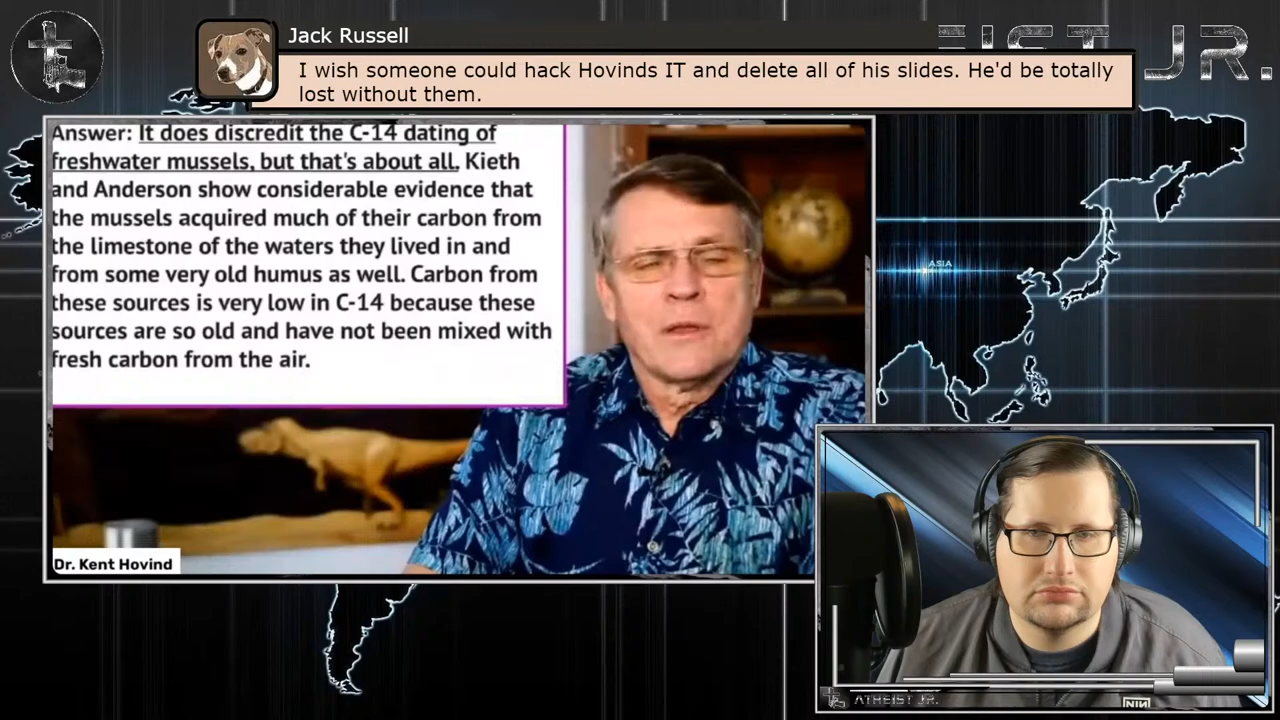 Jack Russell
EIST JR.
I wish someone could hack Hovinds IT and delete all of his slides. He'd be totally
lost without them.
Answer: It does discredit the C-14 dating of
freshwater mussels, but that's about all. Kieth
and Anderson show considerable evidence that
the mussels acquired much of their carbon from
the limestone of the waters they lived in and
from some very old humus as well. Carbon from
these sources is very low in C-14 because these
sources are so old and have not been mixed with
fresh carbon from the air.
ASIA
Dr. Kent Hovind
ATHEIST JR.
NIN